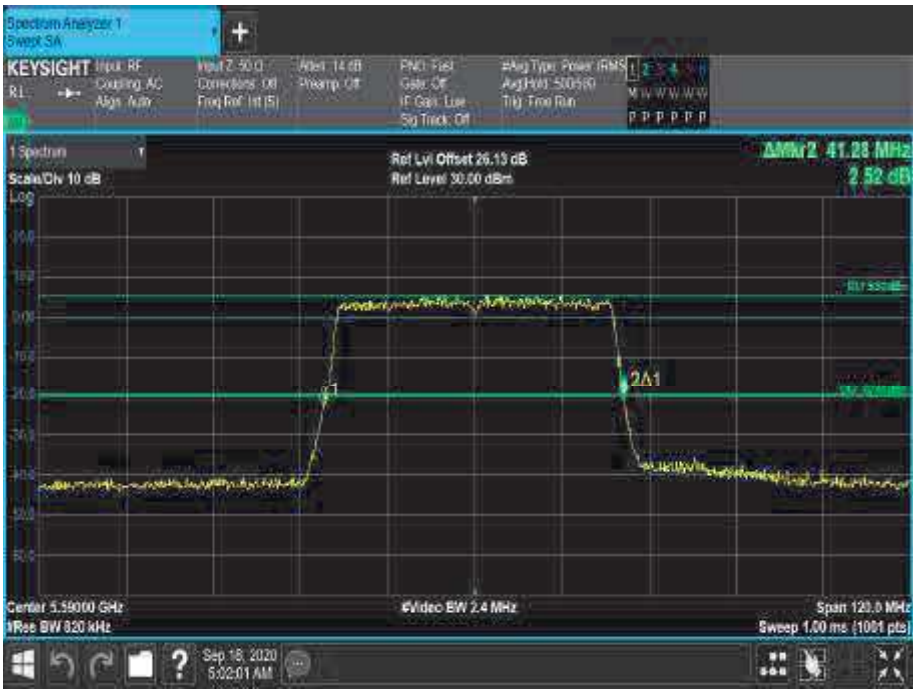 Spectrum Analyzer 1
Swept SA
KEYSIGHT
Input: RF
Coupling: AC
Align: Auto
Input Z: 50 Ω
Corrections: Off
Freq Ref: Int (S)
Atten: 14 dB
Preamp: Off
PNO: Fast
Gate: Off
IF Gain: Low
Sig Track: Off
#Avg Type: Power (RMS
Avg|Hold: 500/500
Trig: Free Run
1 2 3 4 5 6
M W W W W W
P P P P P P
1 Spectrum
Scale/Div 10 dB
Log
Ref Lvl Offset 26.13 dB
Ref Level 30.00 dBm
ΔMkr2 41.28 MHz
2.52 dB
2Δ1
Center 5.59000 GHz
#Res BW 820 kHz
#Video BW 2.4 MHz
Span 120.0 MHz
Sweep 1.00 ms (1001 pts)
?
Sep 18, 2020
5:02:01 AM